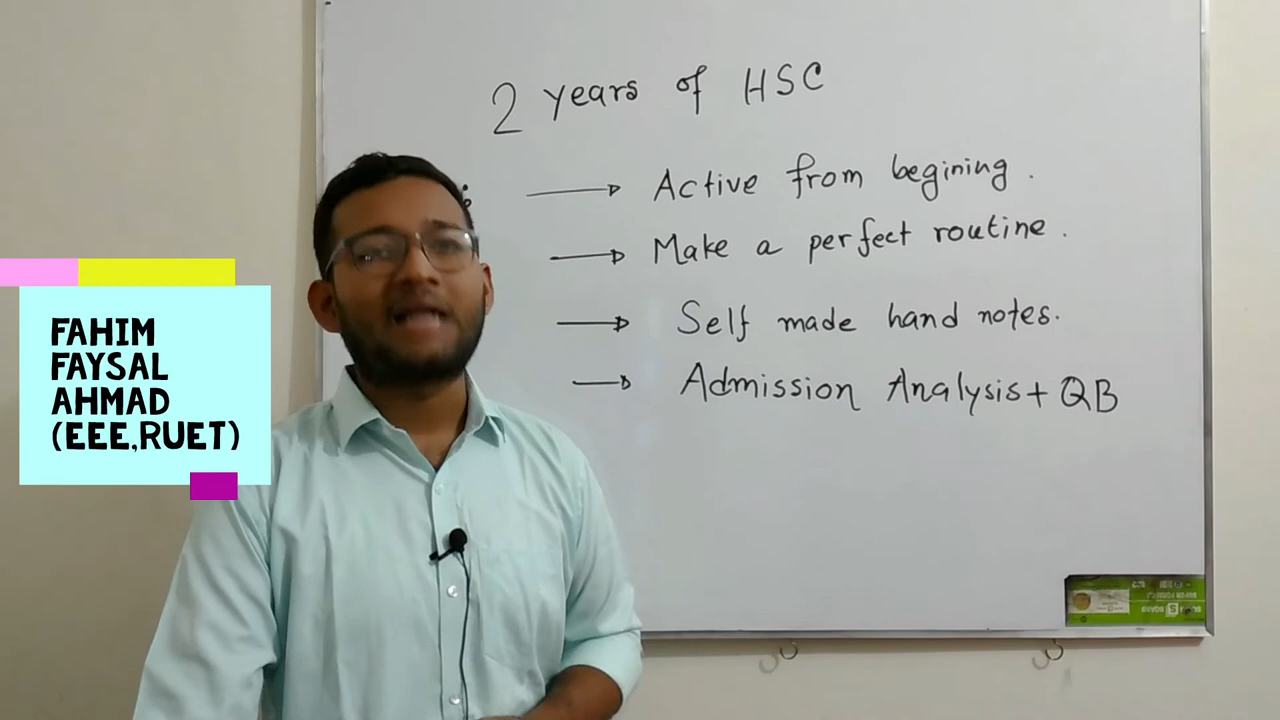 2 years of HSC
Active from begining.
Make a perfect routine.
Self made hand notes.
Admission Analysis + QB
FAHIM
FAYSAL
AHMAD
(EEE,RUET)